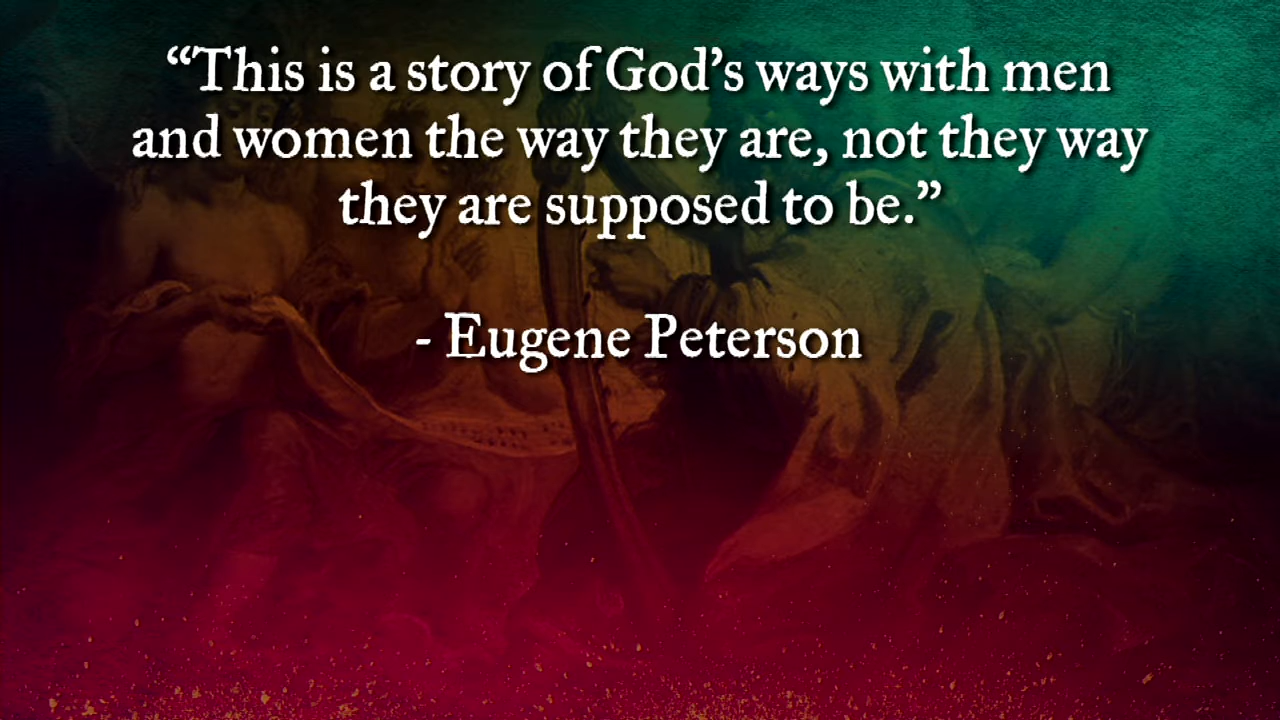 “This is a story of God’s ways with men
and women the way they are, not they way
they are supposed to be.”
- Eugene Peterson